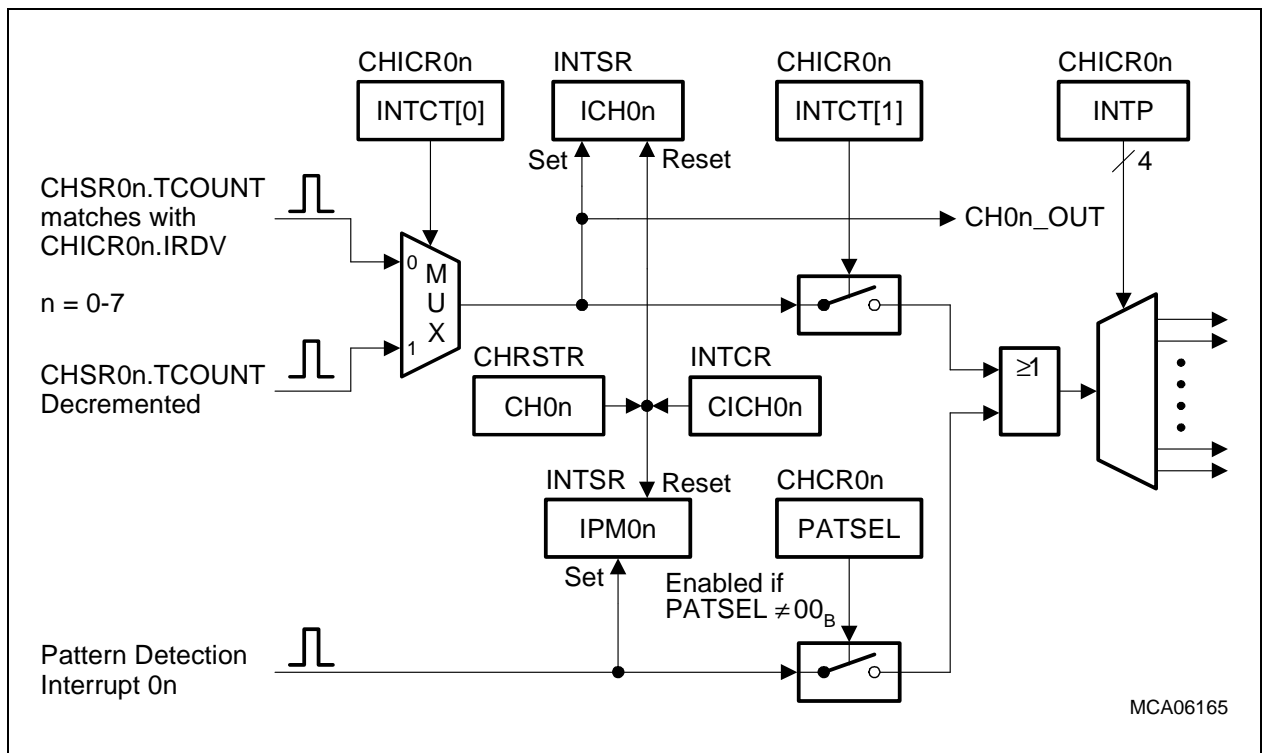 CHICR0n
INTSR
CHICR0n
CHICR0n
INTCT[0]
ICH0n
INTCT[1]
INTP
Set
Reset
4
CHSR0n.TCOUNT
matches with
CHICR0n.IRDV
CH0n_OUT
0
M
U
X
1
n = 0-7
CHSR0n.TCOUNT
Decremented
CHRSTR
INTCR
CH0n
CICH0n
≥1
INTSR
Reset
CHCR0n
IPM0n
PATSEL
Set
Enabled if
PATSEL ≠00B
Pattern Detection
Interrupt 0n
MCA06165